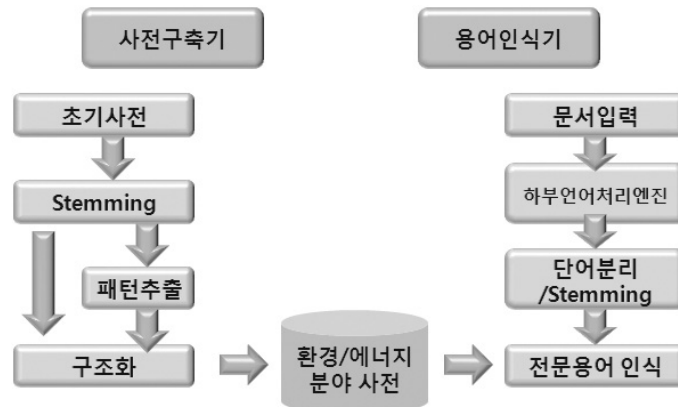 사전구축기
용어인식기
초기사전
Stemming
패턴추출
구조화
환경/에너지
분야 사전
문서입력
하부언어처리엔진
단어분리
/Stemming
전문용어 인식